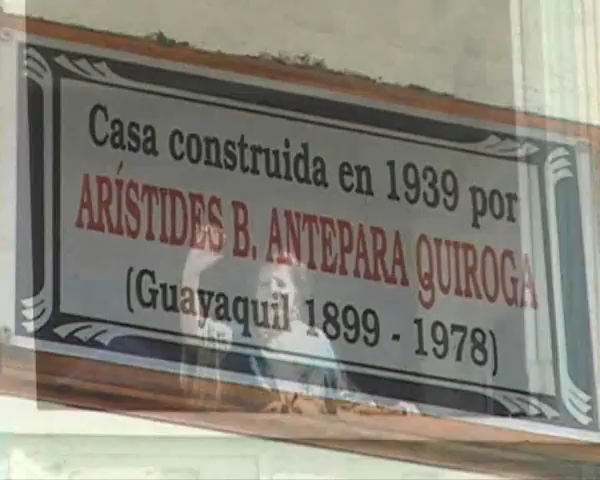 Casa construida en 1939 por
ARÍSTIDES B. ANTEPARA QUIROGA
(Guayaquil 1899 - 1978)